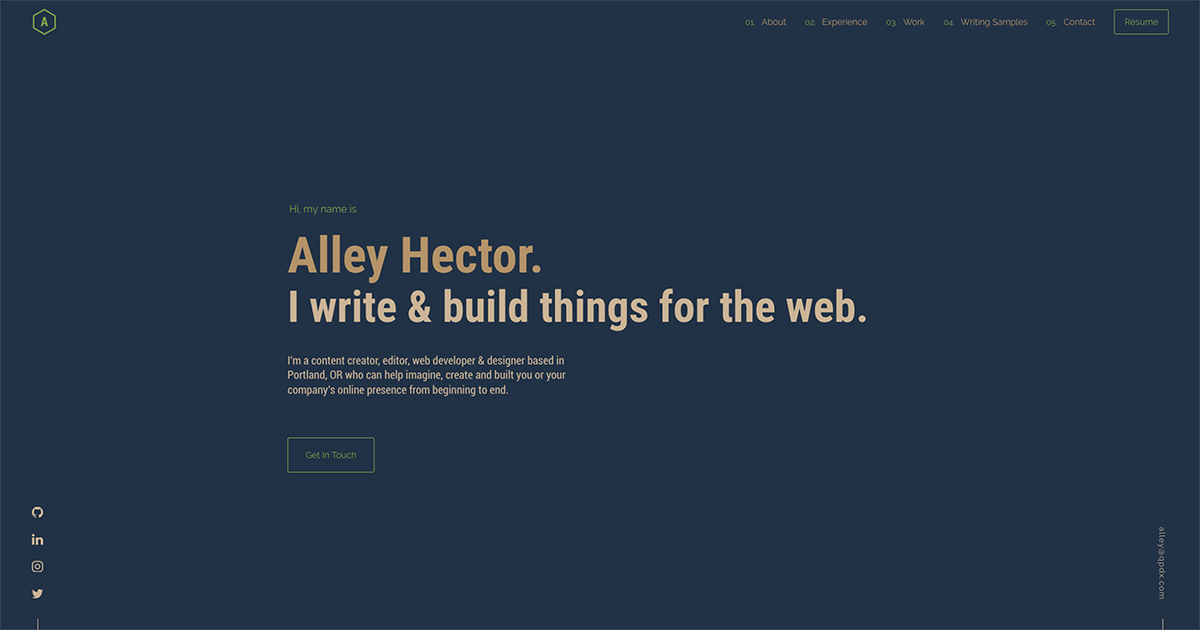 A
01. About 02. Experience 03. Work 04. Writing Samples 05. Contact Resume
Hi, my name is
Alley Hector.
I write & build things for the web.
I'm a content creator, editor, web developer & designer based in
Portland, OR who can help imagine, create and built you or your
company's online presence from beginning to end.
Get In Touch
in
alley@qpdx.com